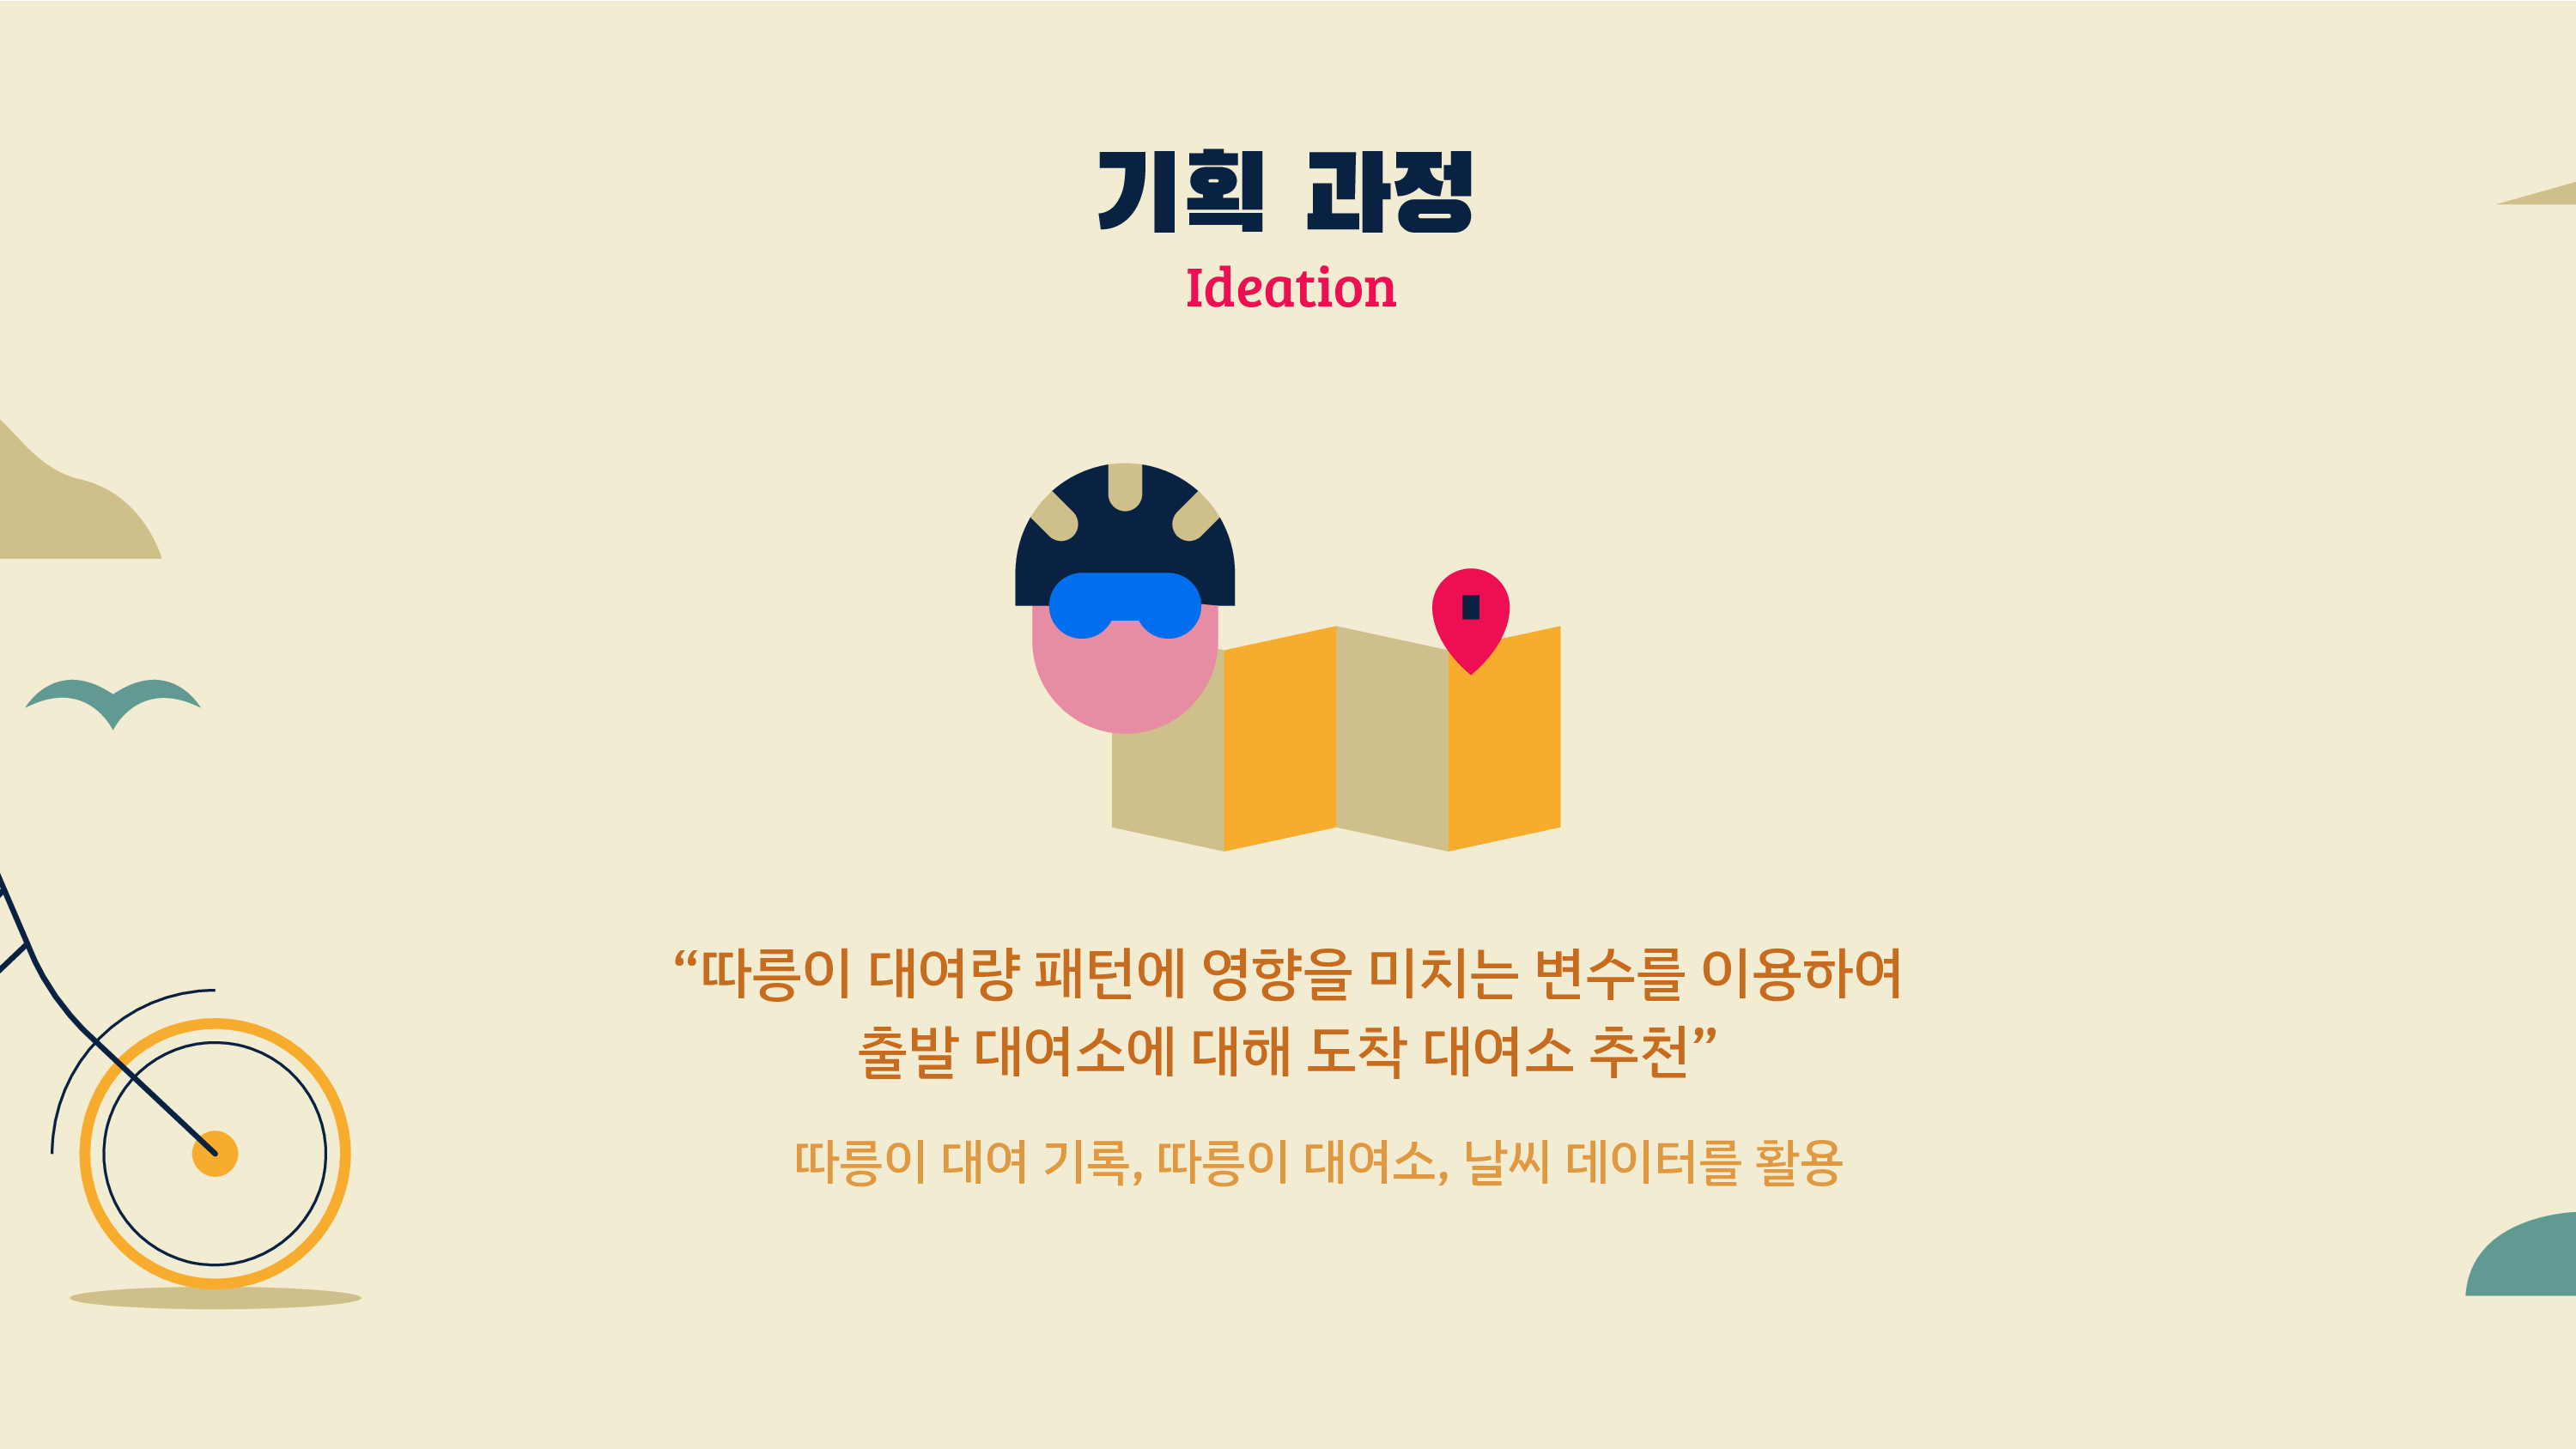 기획 과정
Ideation
“따릉이 대여량 패턴에 영향을 미치는 변수를 이용하여
출발 대여소에 대해 도착 대여소 추천”
따릉이 대여 기록, 따릉이 대여소, 날씨 데이터를 활용